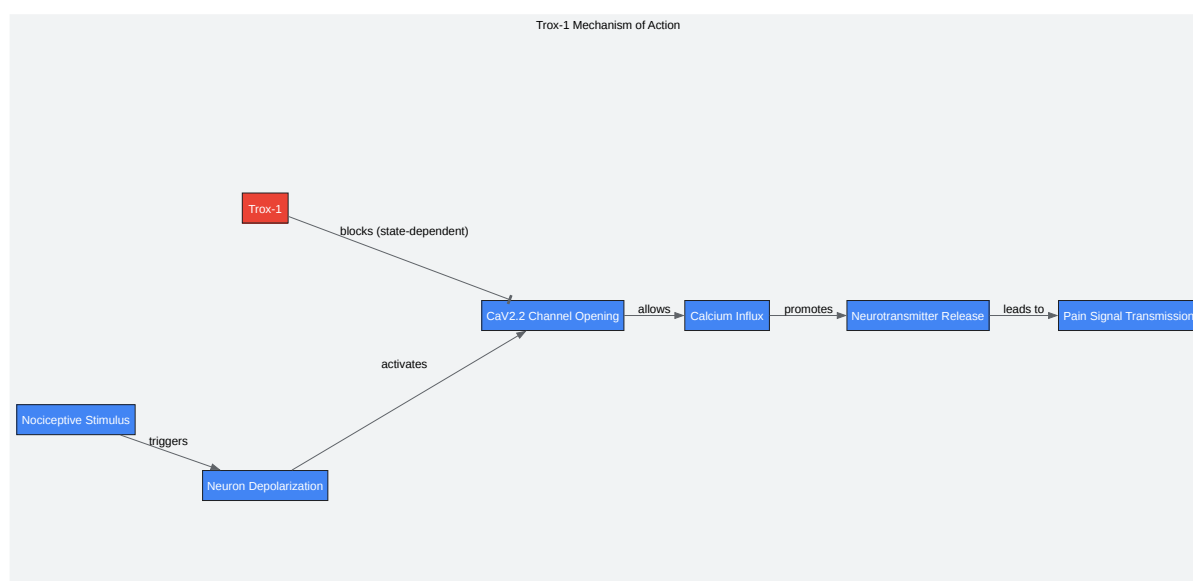 Trox-1 Mechanism of Action
Trox-1
blocks (state-dependent)
CaV2.2 Channel Opening
allows
Calcium Influx
promotes
Neurotransmitter Release
leads to
Pain Signal Transmission
activates
Nociceptive Stimulus
triggers
Neuron Depolarization